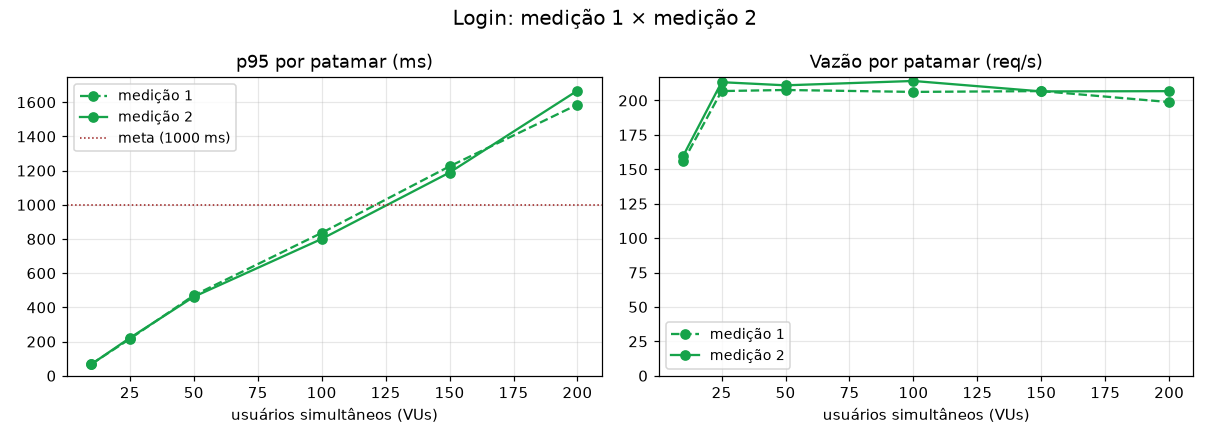 Login: medição 1 × medição 2
p95 por patamar (ms)
1600
1400
1200
1000
800
600
400
200
0
medição 1
medição 2
meta (1000 ms)
25 50 75 100 125 150 175 200
usuários simultâneos (VUs)
Vazão por patamar (req/s)
200
175
150
125
100
75
50
25
0
medição 1
medição 2
25 50 75 100 125 150 175 200
usuários simultâneos (VUs)